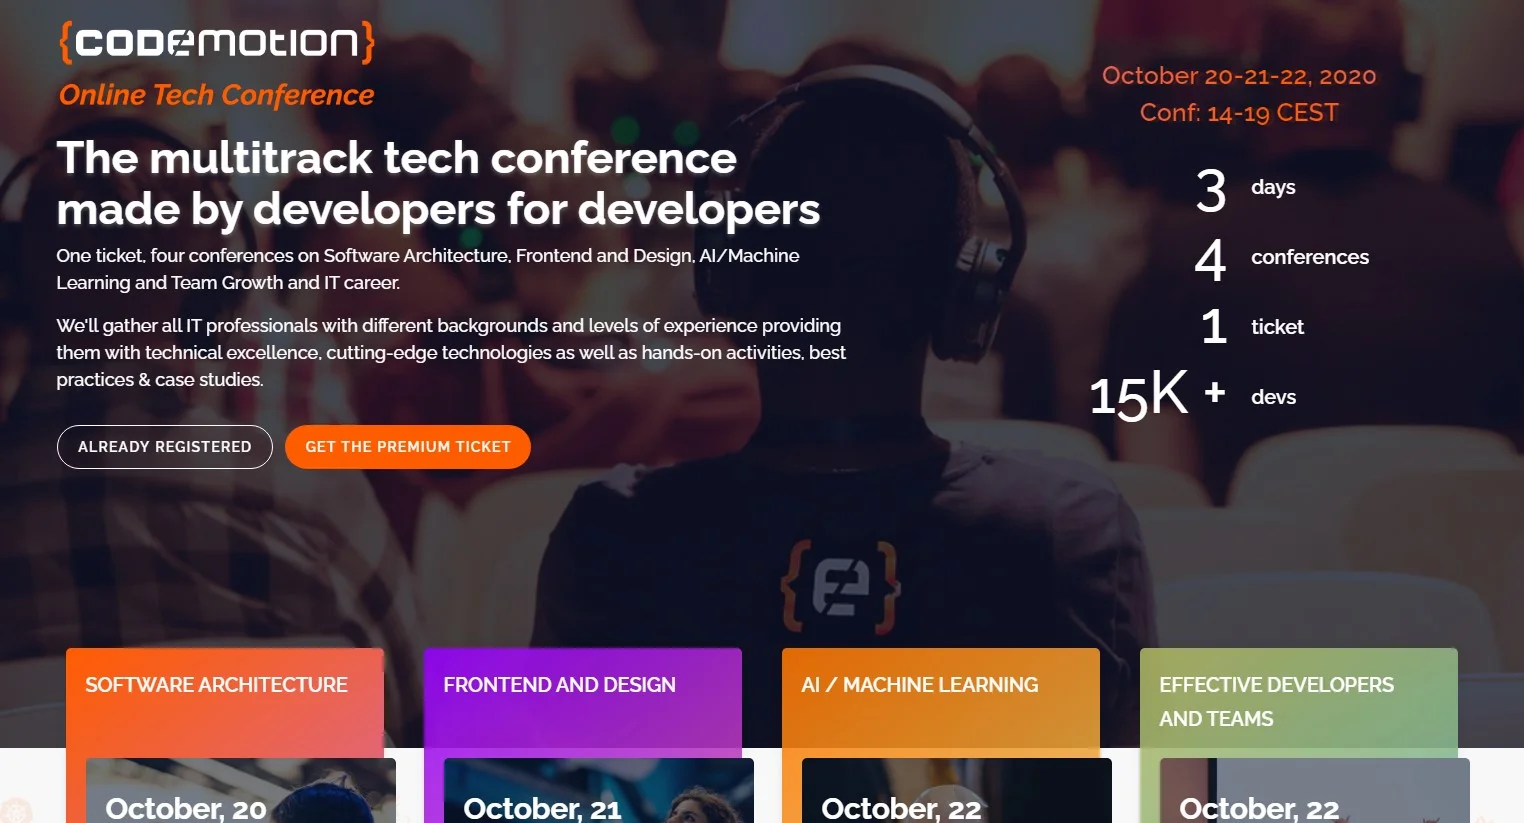 {CODEMOTION}
Online Tech Conference
The multitrack tech conference
made by developers for developers
One ticket, four conferences on Software Architecture, Frontend and Design, AI/Machine
Learning and Team Growth and IT career.
We'll gather all IT professionals with different backgrounds and levels of experience providing
them with technical excellence, cutting-edge technologies as well as hands-on activities, best
practices & case studies.
ALREADY REGISTERED
GET THE PREMIUM TICKET
October 20-21-22, 2020
Conf: 14-19 CEST
3 days
4 conferences
1 ticket
15K + devs
SOFTWARE ARCHITECTURE
October, 20
FRONTEND AND DESIGN
October, 21
AI / MACHINE LEARNING
October, 22
EFFECTIVE DEVELOPERS
AND TEAMS
October, 22